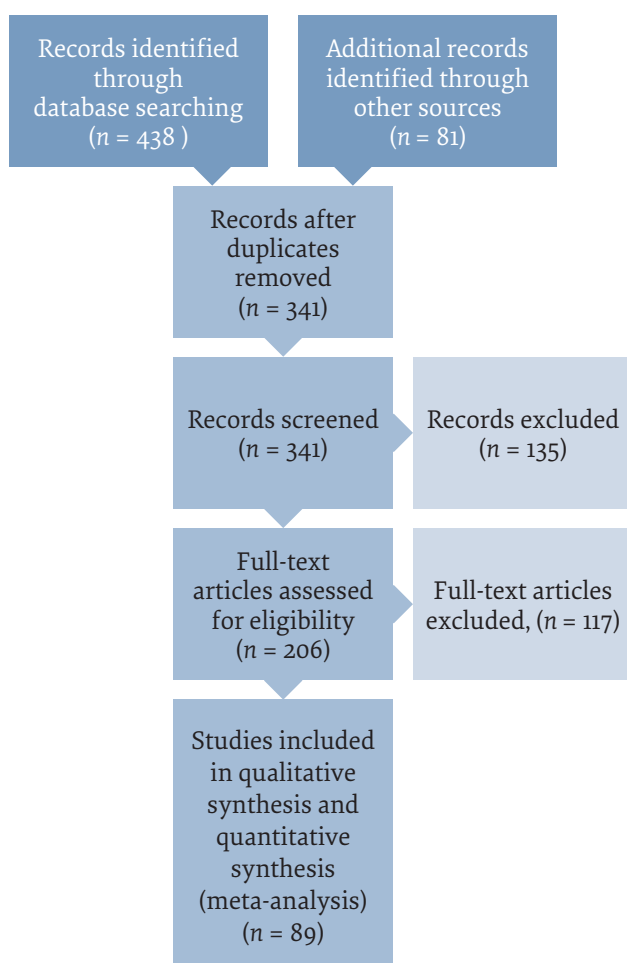 Records identified
through
database searching
(n = 438 )
Additional records
identified through
other sources
(n = 81)
Records after
duplicates
removed
(n = 341)
Records screened
(n = 341)
Records excluded
(n = 135)
Full-text
articles assessed
for eligibility
(n = 206)
Full-text articles
excluded, (n = 117)
Studies included
in qualitative
synthesis and
quantitative
synthesis
(meta-analysis)
(n = 89)